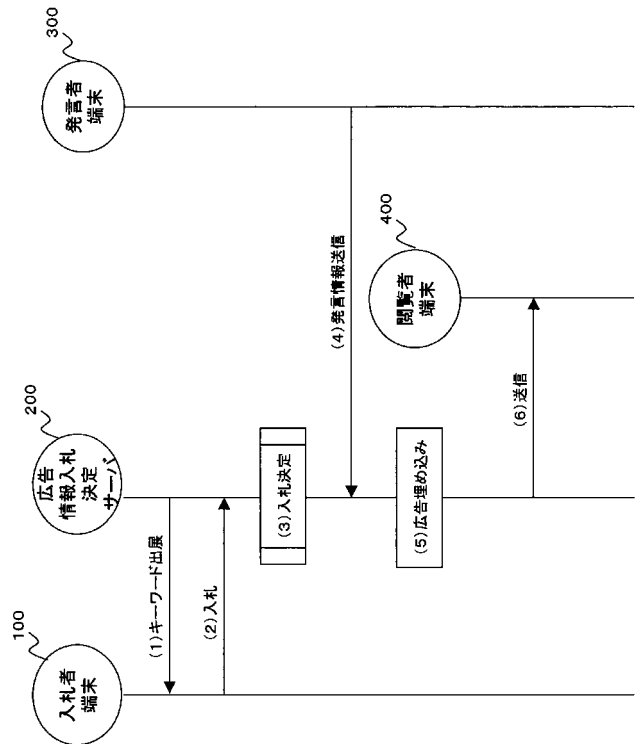 100
入札者
端末
200
広告
情報入札
決定
サーバ
300
発言者
端末
(1)キーワード出展
(2)入札
(3)入札決定
(4)発言情報送信
400
閲覧者
端末
(5)広告埋め込み
(6)送信